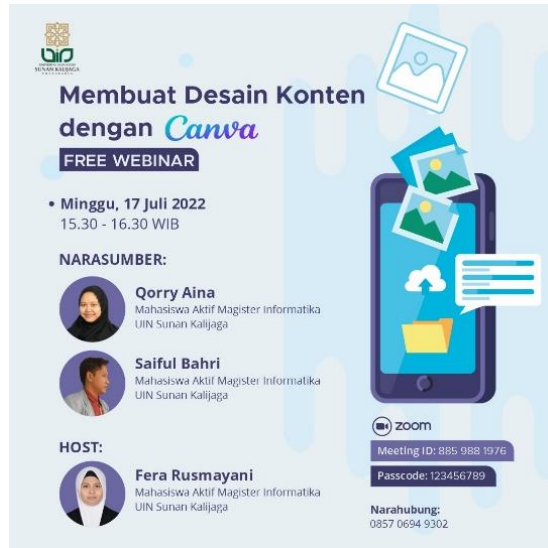 UIN
SUNAN KALIJAGA
YOGYAKARTA
Membuat Desain Konten
dengan Canva
FREE WEBINAR
• Minggu, 17 Juli 2022
15.30 - 16.30 WIB
NARASUMBER:
Qorry Aina
Mahasiswa Aktif Magister Informatika
UIN Sunan Kalijaga
Saiful Bahri
Mahasiswa Aktif Magister Informatika
UIN Sunan Kalijaga
HOST:
Fera Rusmayani
Mahasiswa Aktif Magister Informatika
UIN Sunan Kalijaga
zoom
Meeting ID: 885 988 1976
Passcode: 123456789
Narahubung:
0857 0694 9302